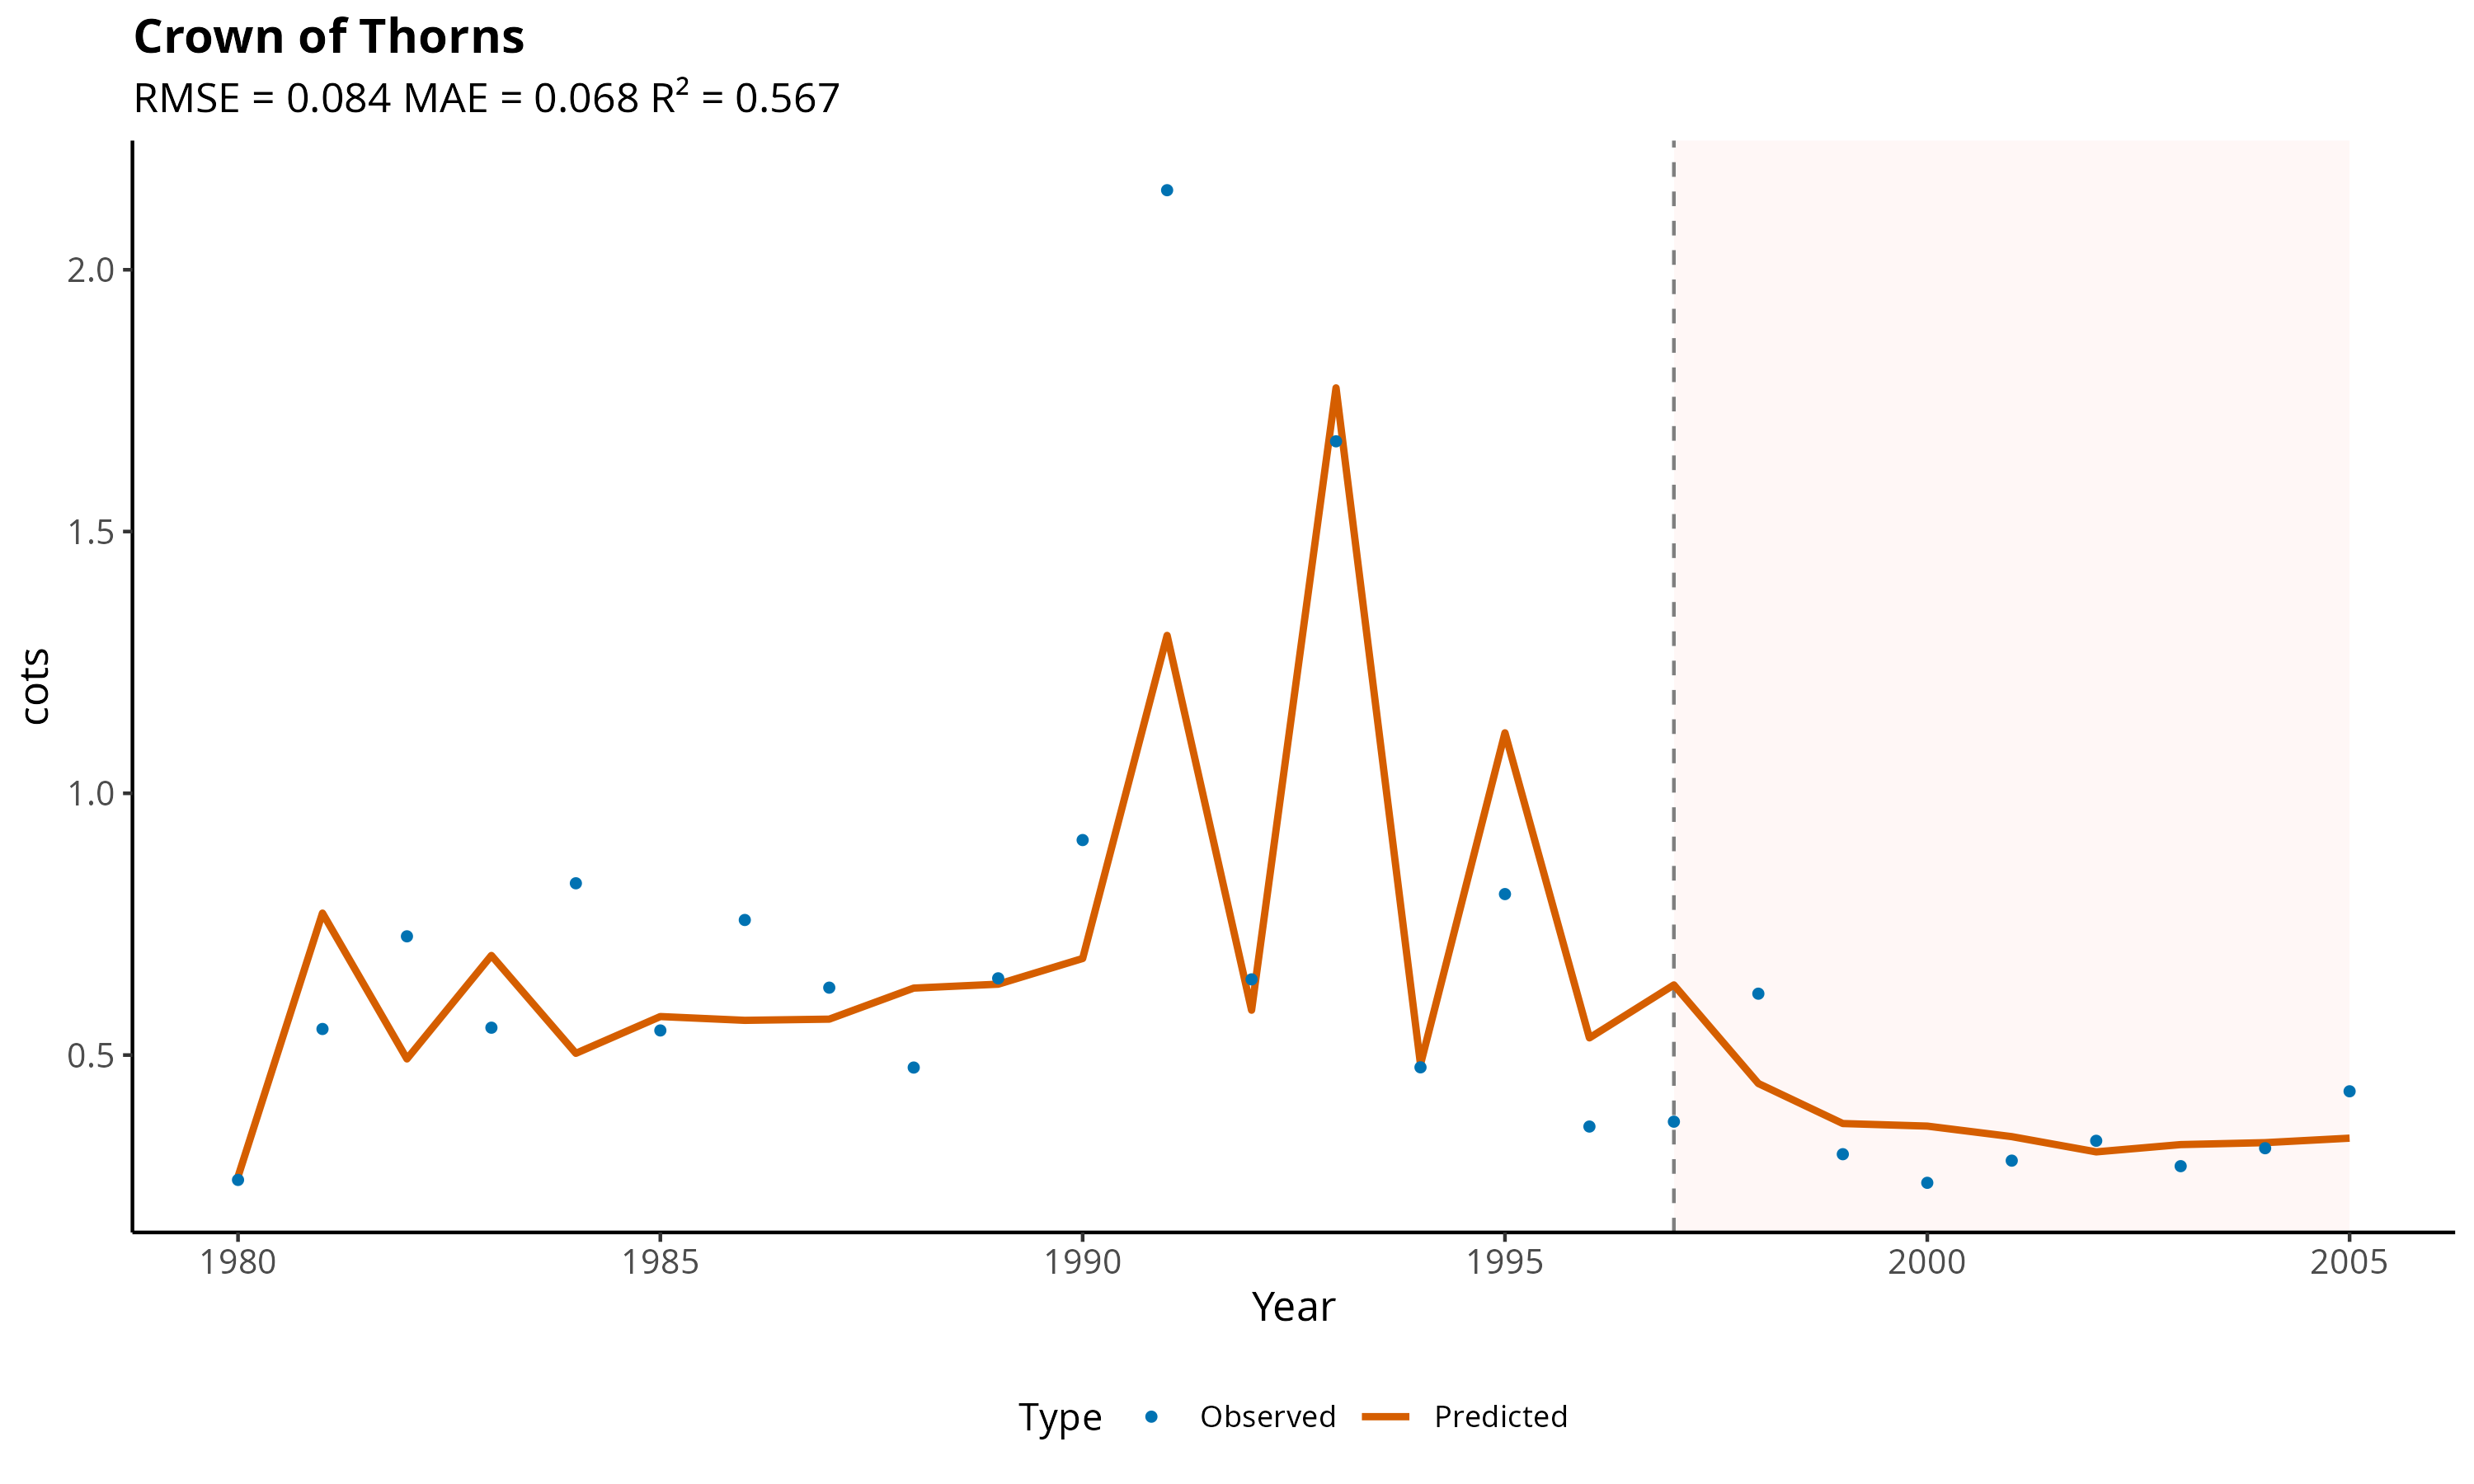 Crown of Thorns
RMSE = 0.084 MAE = 0.068 R² = 0.567
cots
2.0
1.5
1.0
0.5
1980 1985 1990 1995 2000 2005
Year
Type Observed Predicted